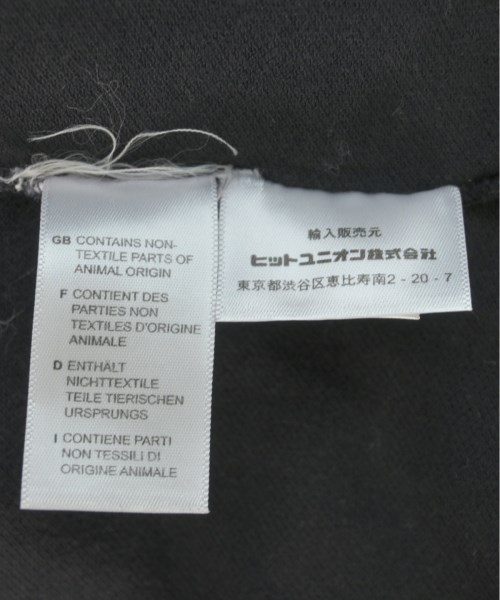 GB CONTAINS NON-
TEXTILE PARTS OF
ANIMAL ORIGIN
F CONTIENT DES
PARTIES NON
TEXTILES D'ORIGINE
ANIMALE
D ENTHÄLT
NICHTTEXTILE
TEILE TIERISCHEN
URSPRUNGS
I CONTIENE PARTI
NON TESSILI DI
ORIGINE ANIMALE
輸入販売元
ヒットユニオン株式会社
東京都渋谷区恵比寿南2 - 20 - 7